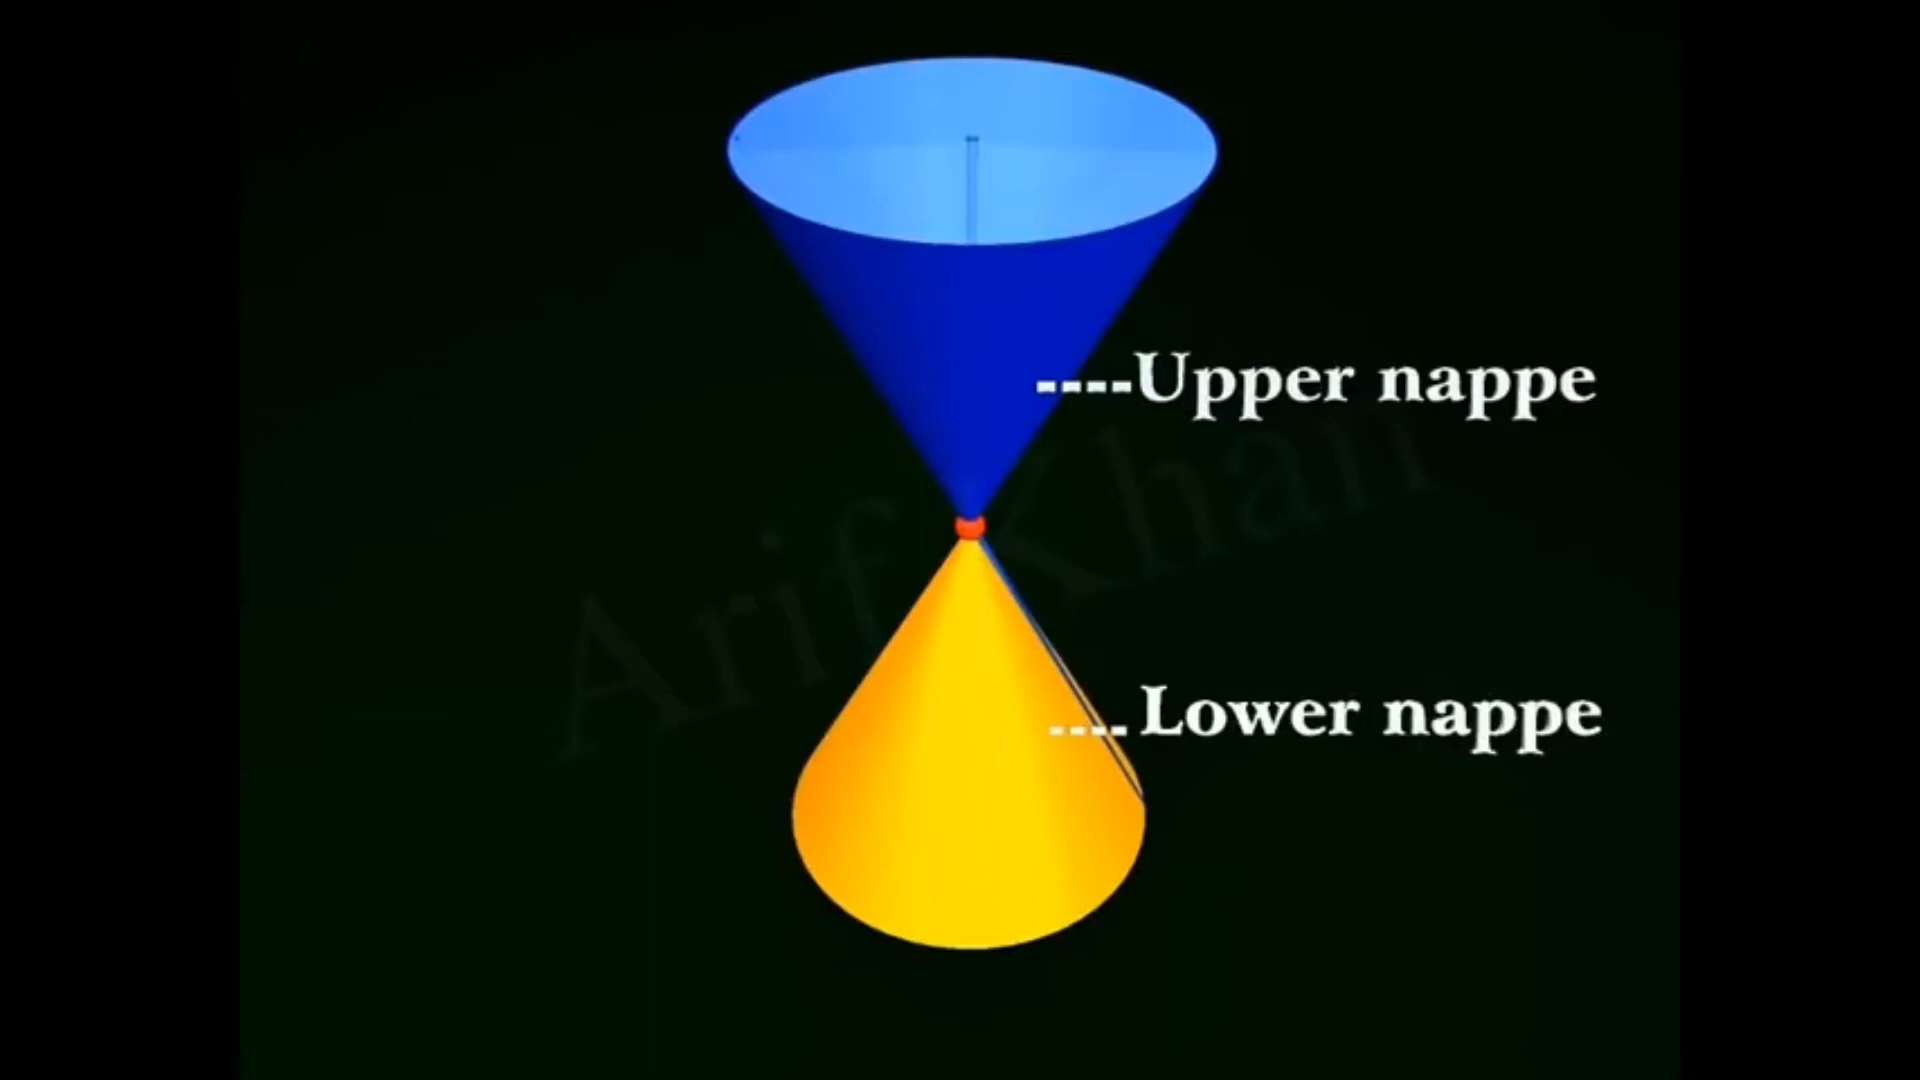 ----Upper nappe
Arif Khan
---- Lower nappe